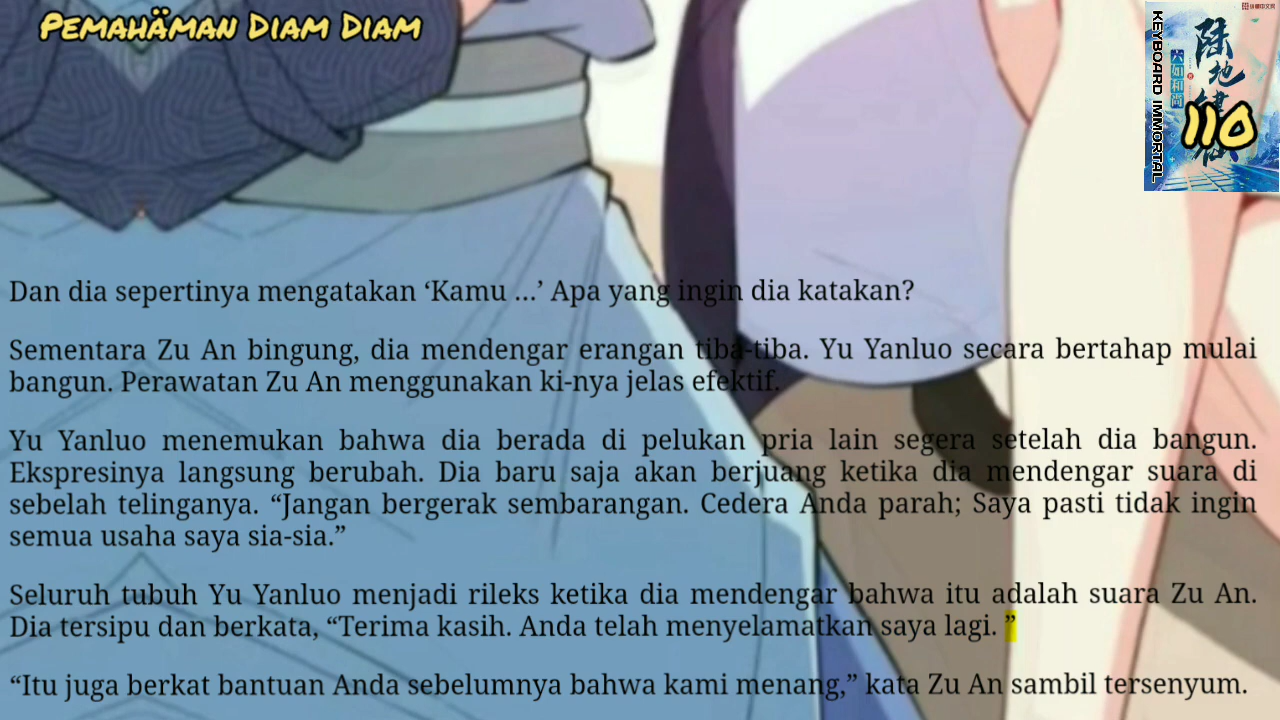 PEMAHÄMAN DIAM DIAM
KEYBOARD IMMORTAL
六如和尚
110
Dan dia sepertinya mengatakan ‘Kamu ...’ Apa yang ingin dia katakan?
Sementara Zu An bingung, dia mendengar erangan tiba-tiba. Yu Yanluo secara bertahap mulai
bangun. Perawatan Zu An menggunakan ki-nya jelas efektif.
Yu Yanluo menemukan bahwa dia berada di pelukan pria lain segera setelah dia bangun.
Ekspresinya langsung berubah. Dia baru saja akan berjuang ketika dia mendengar suara di
sebelah telinganya. “Jangan bergerak sembarangan. Cedera Anda parah; Saya pasti tidak ingin
semua usaha saya sia-sia.”
Seluruh tubuh Yu Yanluo menjadi rileks ketika dia mendengar bahwa itu adalah suara Zu An.
Dia tersipu dan berkata, “Terima kasih. Anda telah menyelamatkan saya lagi. ”
“Itu juga berkat bantuan Anda sebelumnya bahwa kami menang,” kata Zu An sambil tersenyum.